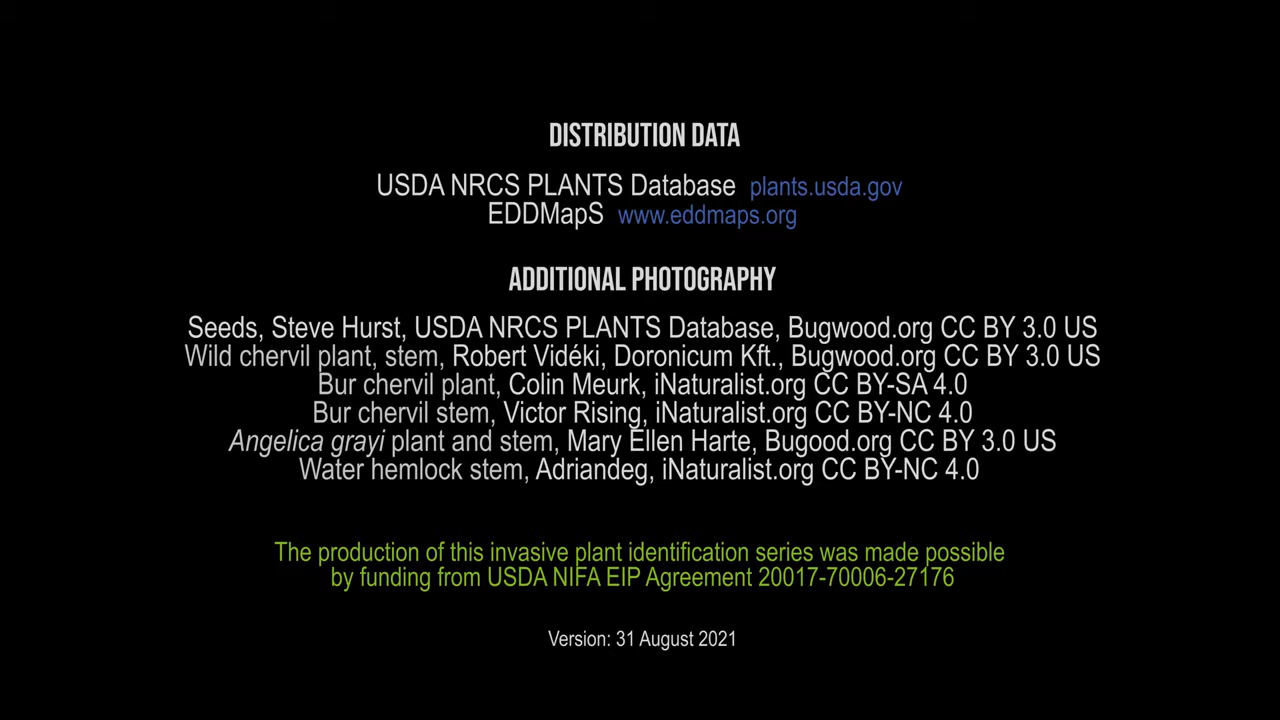 DISTRIBUTION DATA
USDA NRCS PLANTS Database plants.usda.gov
EDDMapS www.eddmaps.org
ADDITIONAL PHOTOGRAPHY
Seeds, Steve Hurst, USDA NRCS PLANTS Database, Bugwood.org CC BY 3.0 US
Wild chervil plant, stem, Robert Vidéki, Doronicum Kft., Bugwood.org CC BY 3.0 US
Bur chervil plant, Colin Meurk, iNaturalist.org CC BY-SA 4.0
Bur chervil stem, Victor Rising, iNaturalist.org CC BY-NC 4.0
Angelica grayi plant and stem, Mary Ellen Harte, Bugood.org CC BY 3.0 US
Water hemlock stem, Adriandeg, iNaturalist.org CC BY-NC 4.0
The production of this invasive plant identification series was made possible
by funding from USDA NIFA EIP Agreement 20017-70006-27176
Version: 31 August 2021